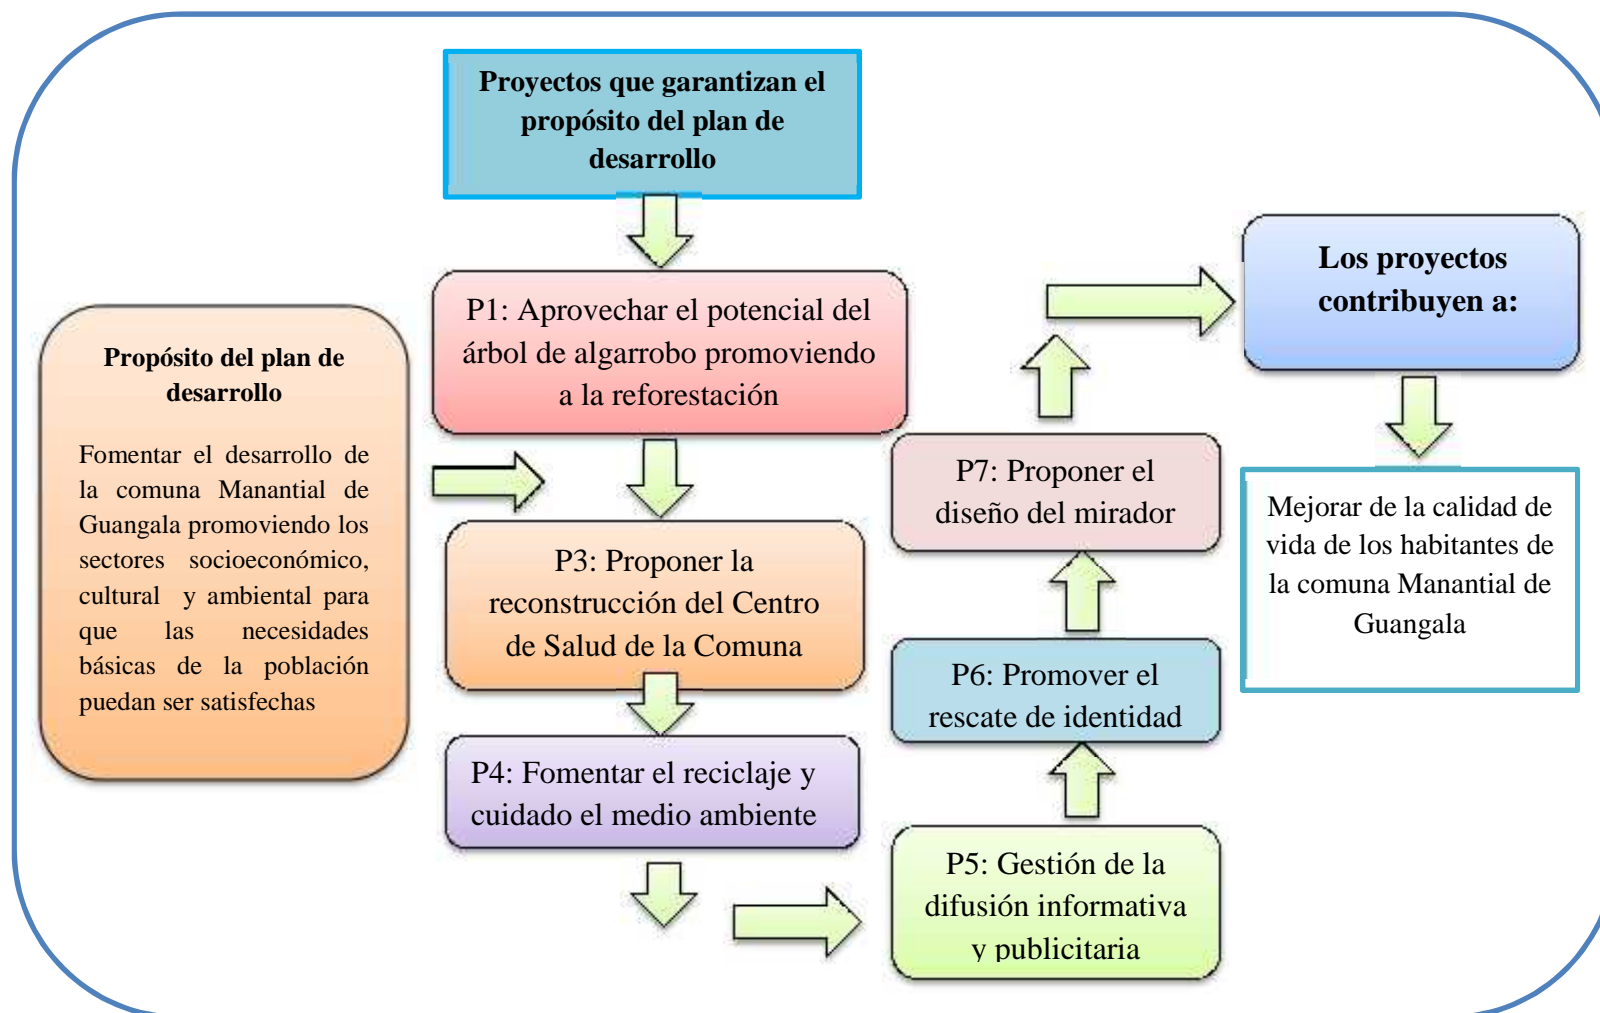 Proyectos que garantizan el
propósito del plan de
desarrollo
Propósito del plan de
desarrollo
Fomentar el desarrollo de
la comuna Manantial de
Guangala promoviendo los
sectores socioeconómico,
cultural y ambiental para
que las necesidades
básicas de la población
puedan ser satisfechas
P1: Aprovechar el potencial del
árbol de algarrobo promoviendo
a la reforestación
P3: Proponer la
reconstrucción del Centro
de Salud de la Comuna
P4: Fomentar el reciclaje y
cuidado el medio ambiente
P5: Gestión de la
difusión informativa
y publicitaria
P6: Promover el
rescate de identidad
P7: Proponer el
diseño del mirador
Los proyectos
contribuyen a:
Mejorar de la calidad de
vida de los habitantes de
la comuna Manantial de
Guangala